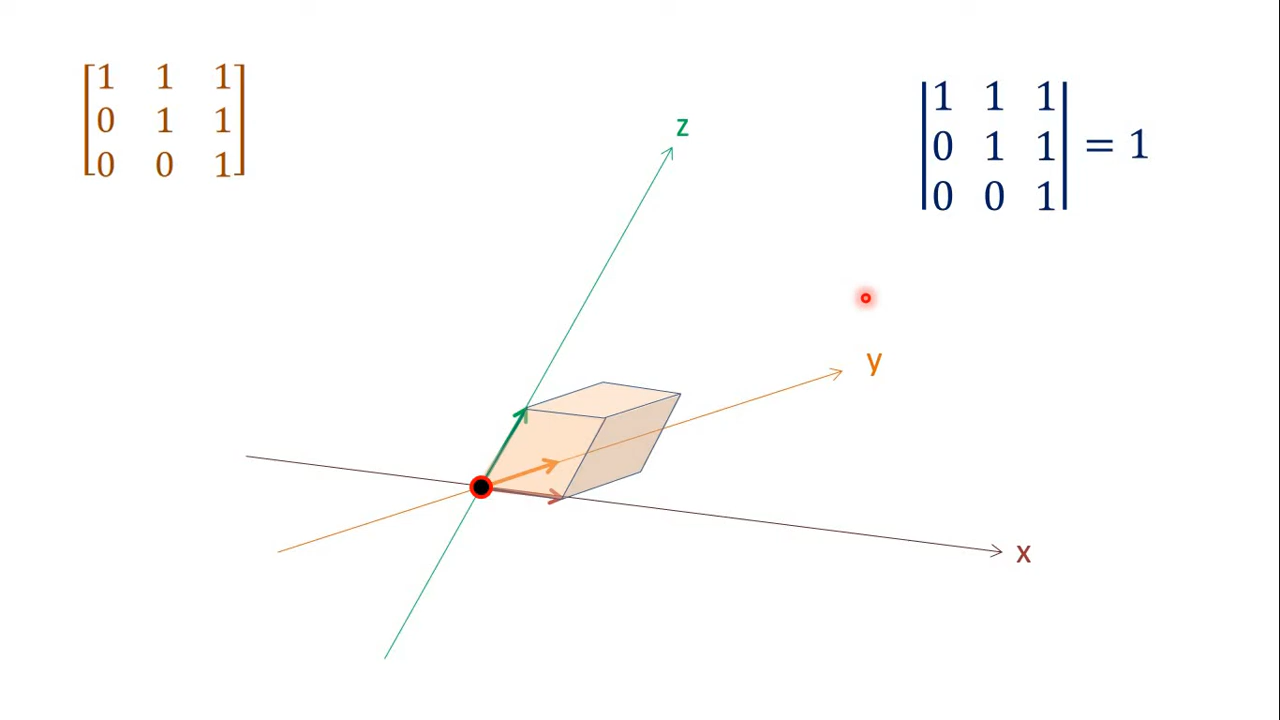 1 1 1
0 1 1
0 0 1
1 1 1
0 1 1 = 1
0 0 1
z
y
x